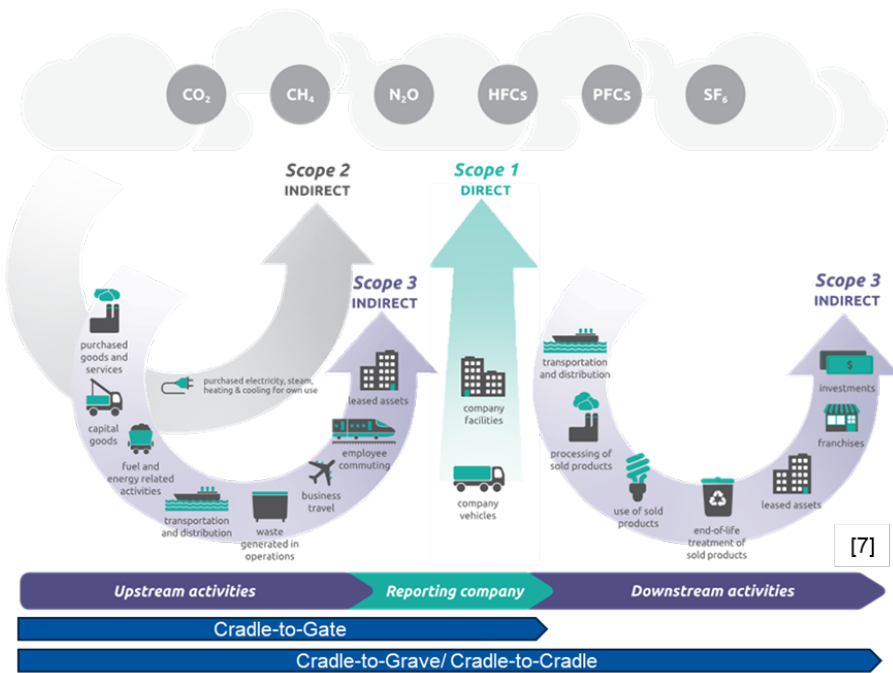 CO₂
CH₄
N₂O
HFCs
PFCs
SF₆
Scope 2
INDIRECT
Scope 1
DIRECT
Scope 3
INDIRECT
Scope 3
INDIRECT
purchased
goods and
services
capital
goods
fuel and
energy related
activities
transportation
and distribution
waste
generated in
operations
business
travel
employee
commuting
leased assets
purchased electricity, steam,
heating & cooling for own use
company
facilities
company
vehicles
transportation
and distribution
processing of
sold products
use of sold
products
end-of-life
treatment of
sold products
leased assets
franchises
$
investments
[7]
Upstream activities
Reporting company
Downstream activities
Cradle-to-Gate
Cradle-to-Grave/ Cradle-to-Cradle